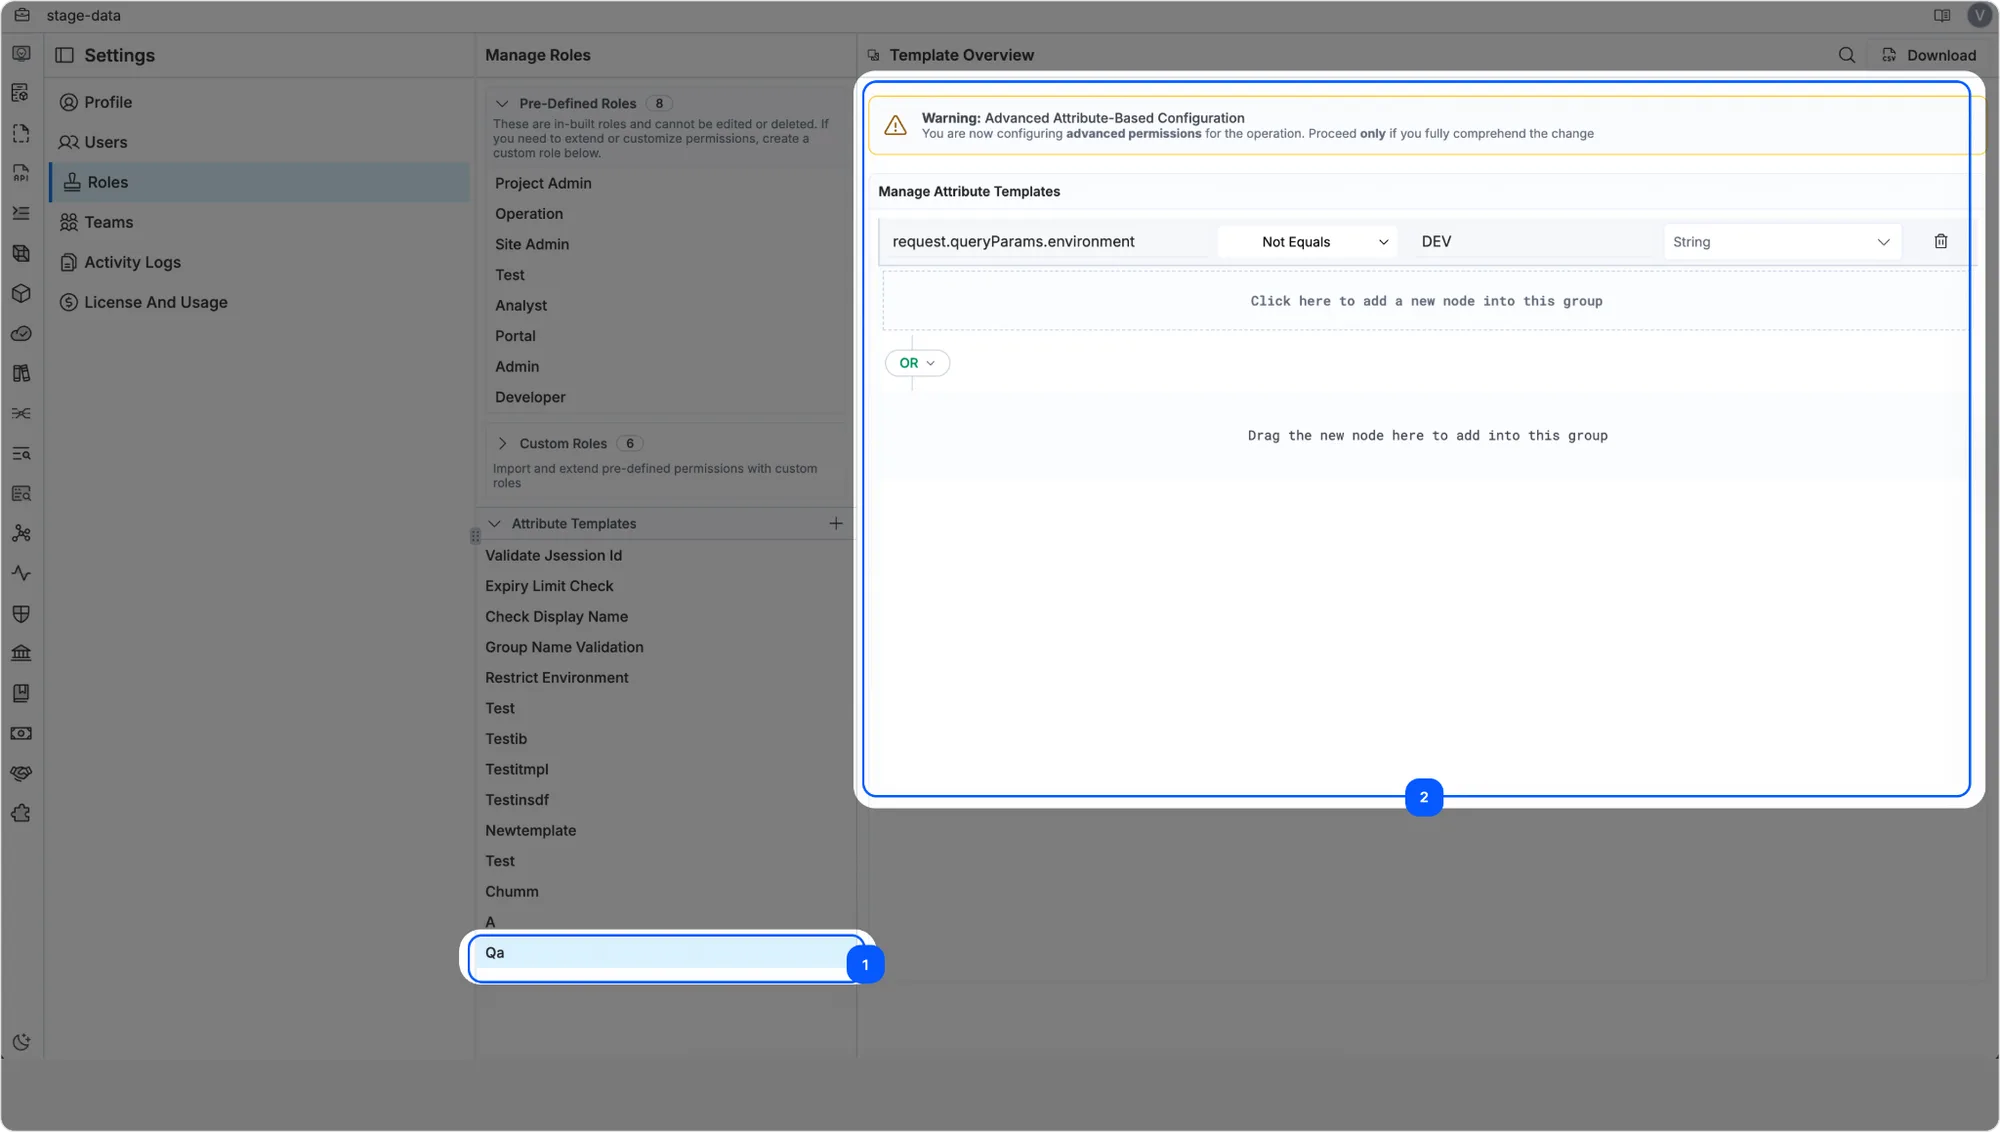 stage-data
V
Settings
Profile
Users
Roles
Teams
Activity Logs
License And Usage
API
Manage Roles
Pre-Defined Roles 8
These are in-built roles and cannot be edited or deleted. If
you need to extend or customize permissions, create a
custom role below.
Project Admin
Operation
Site Admin
Test
Analyst
Portal
Admin
Developer
Custom Roles 6
Import and extend pre-defined permissions with custom
roles
Attribute Templates
Validate Jsession Id
Expiry Limit Check
Check Display Name
Group Name Validation
Restrict Environment
Test
Testib
Testitmpl
Testinsdf
Newtemplate
Test
Chumm
A
Qa
1
Template Overview
CSV Download
Warning: Advanced Attribute-Based Configuration
You are now configuring advanced permissions for the operation. Proceed only if you fully comprehend the change
Manage Attribute Templates
request.queryParams.environment Not Equals DEV String
Click here to add a new node into this group
OR
Drag the new node here to add into this group
2